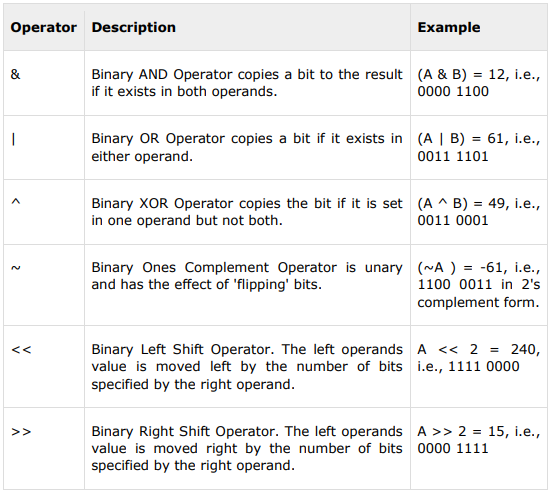 Operator Description Example
& Binary AND Operator copies a bit to the result (A & B) = 12, i.e.,
if it exists in both operands. 0000 1100
| Binary OR Operator copies a bit if it exists in (A | B) = 61, i.e.,
either operand. 0011 1101
^ Binary XOR Operator copies the bit if it is set (A ^ B) = 49, i.e.,
in one operand but not both. 0011 0001
~ Binary Ones Complement Operator is unary (~A ) = -61, i.e.,
and has the effect of 'flipping' bits. 1100 0011 in 2's
complement form.
<< Binary Left Shift Operator. The left operands A << 2 = 240,
value is moved left by the number of bits i.e., 1111 0000
specified by the right operand.
>> Binary Right Shift Operator. The left operands A >> 2 = 15, i.e.,
value is moved right by the number of bits 0000 1111
specified by the right operand.